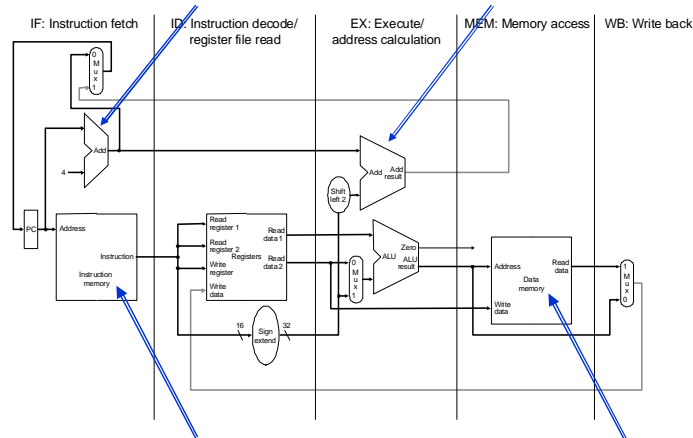 IF: Instruction fetch
ID: Instruction decode/
register file read
EX: Execute/
address calculation
MEM: Memory access
WB: Write back
0
M
u
x
1
Add
4
Add
Add
result
Shift
left 2
PC
Address
Instruction
Instruction
memory
Read
register 1
Read
register 2
Registers
Write
register
Write
data
Read
data 1
Read
data 2
0
M
u
x
1
Zero
ALU
ALU
result
Address
Read
data
Data
memory
Write
data
1
M
u
x
0
16
Sign
extend
32